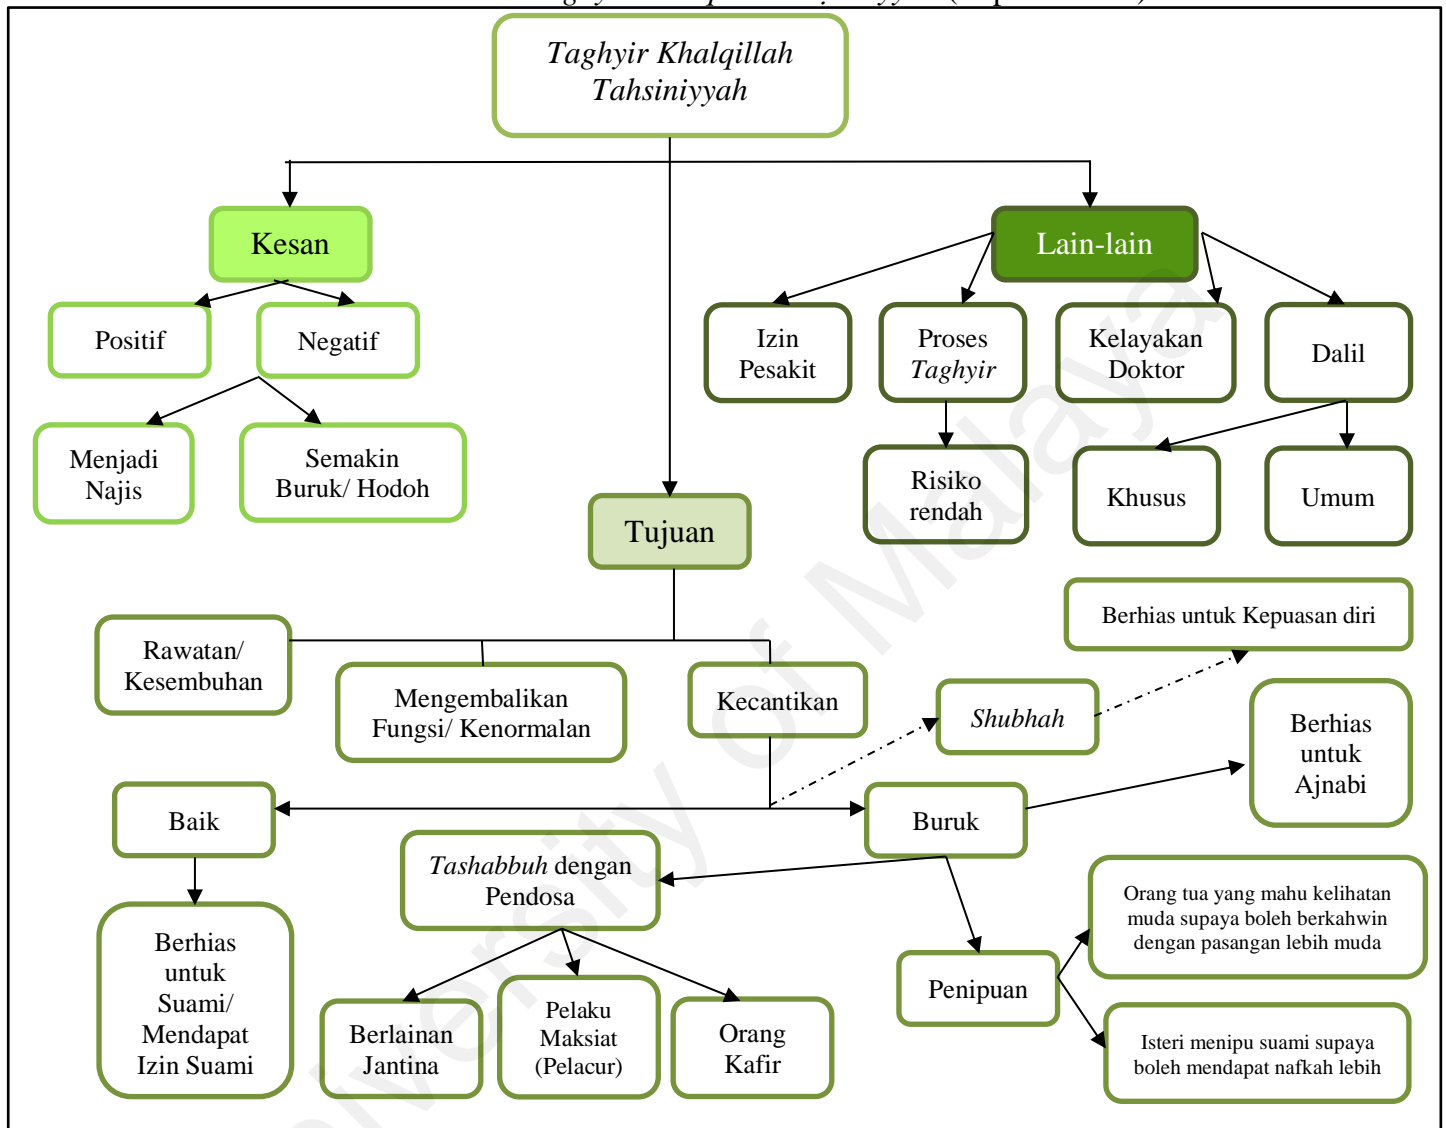 Taghyir Khalqillah
Tahsiniyyah
Kesan
Lain-lain
Positif
Negatif
Izin
Pesakit
Proses
Taghyir
Kelayakan
Doktor
Dalil
Menjadi
Najis
Semakin
Buruk/ Hodoh
Risiko
rendah
Khusus
Umum
Tujuan
Berhias untuk Kepuasan diri
Rawatan/
Kesembuhan
Mengembalikan
Fungsi/ Kenormalan
Kecantikan
Shubhah
Berhias
untuk
Ajnabi
Baik
Buruk
Tashabbuh dengan
Pendosa
Orang tua yang mahu kelihatan
muda supaya boleh berkahwin
dengan pasangan lebih muda
Berhias
untuk
Suami/
Mendapat
Izin Suami
Penipuan
Berlainan
Jantina
Pelaku
Maksiat
(Pelacur)
Orang
Kafir
Isteri menipu suami supaya
boleh mendapat nafkah lebih
University of Malaya